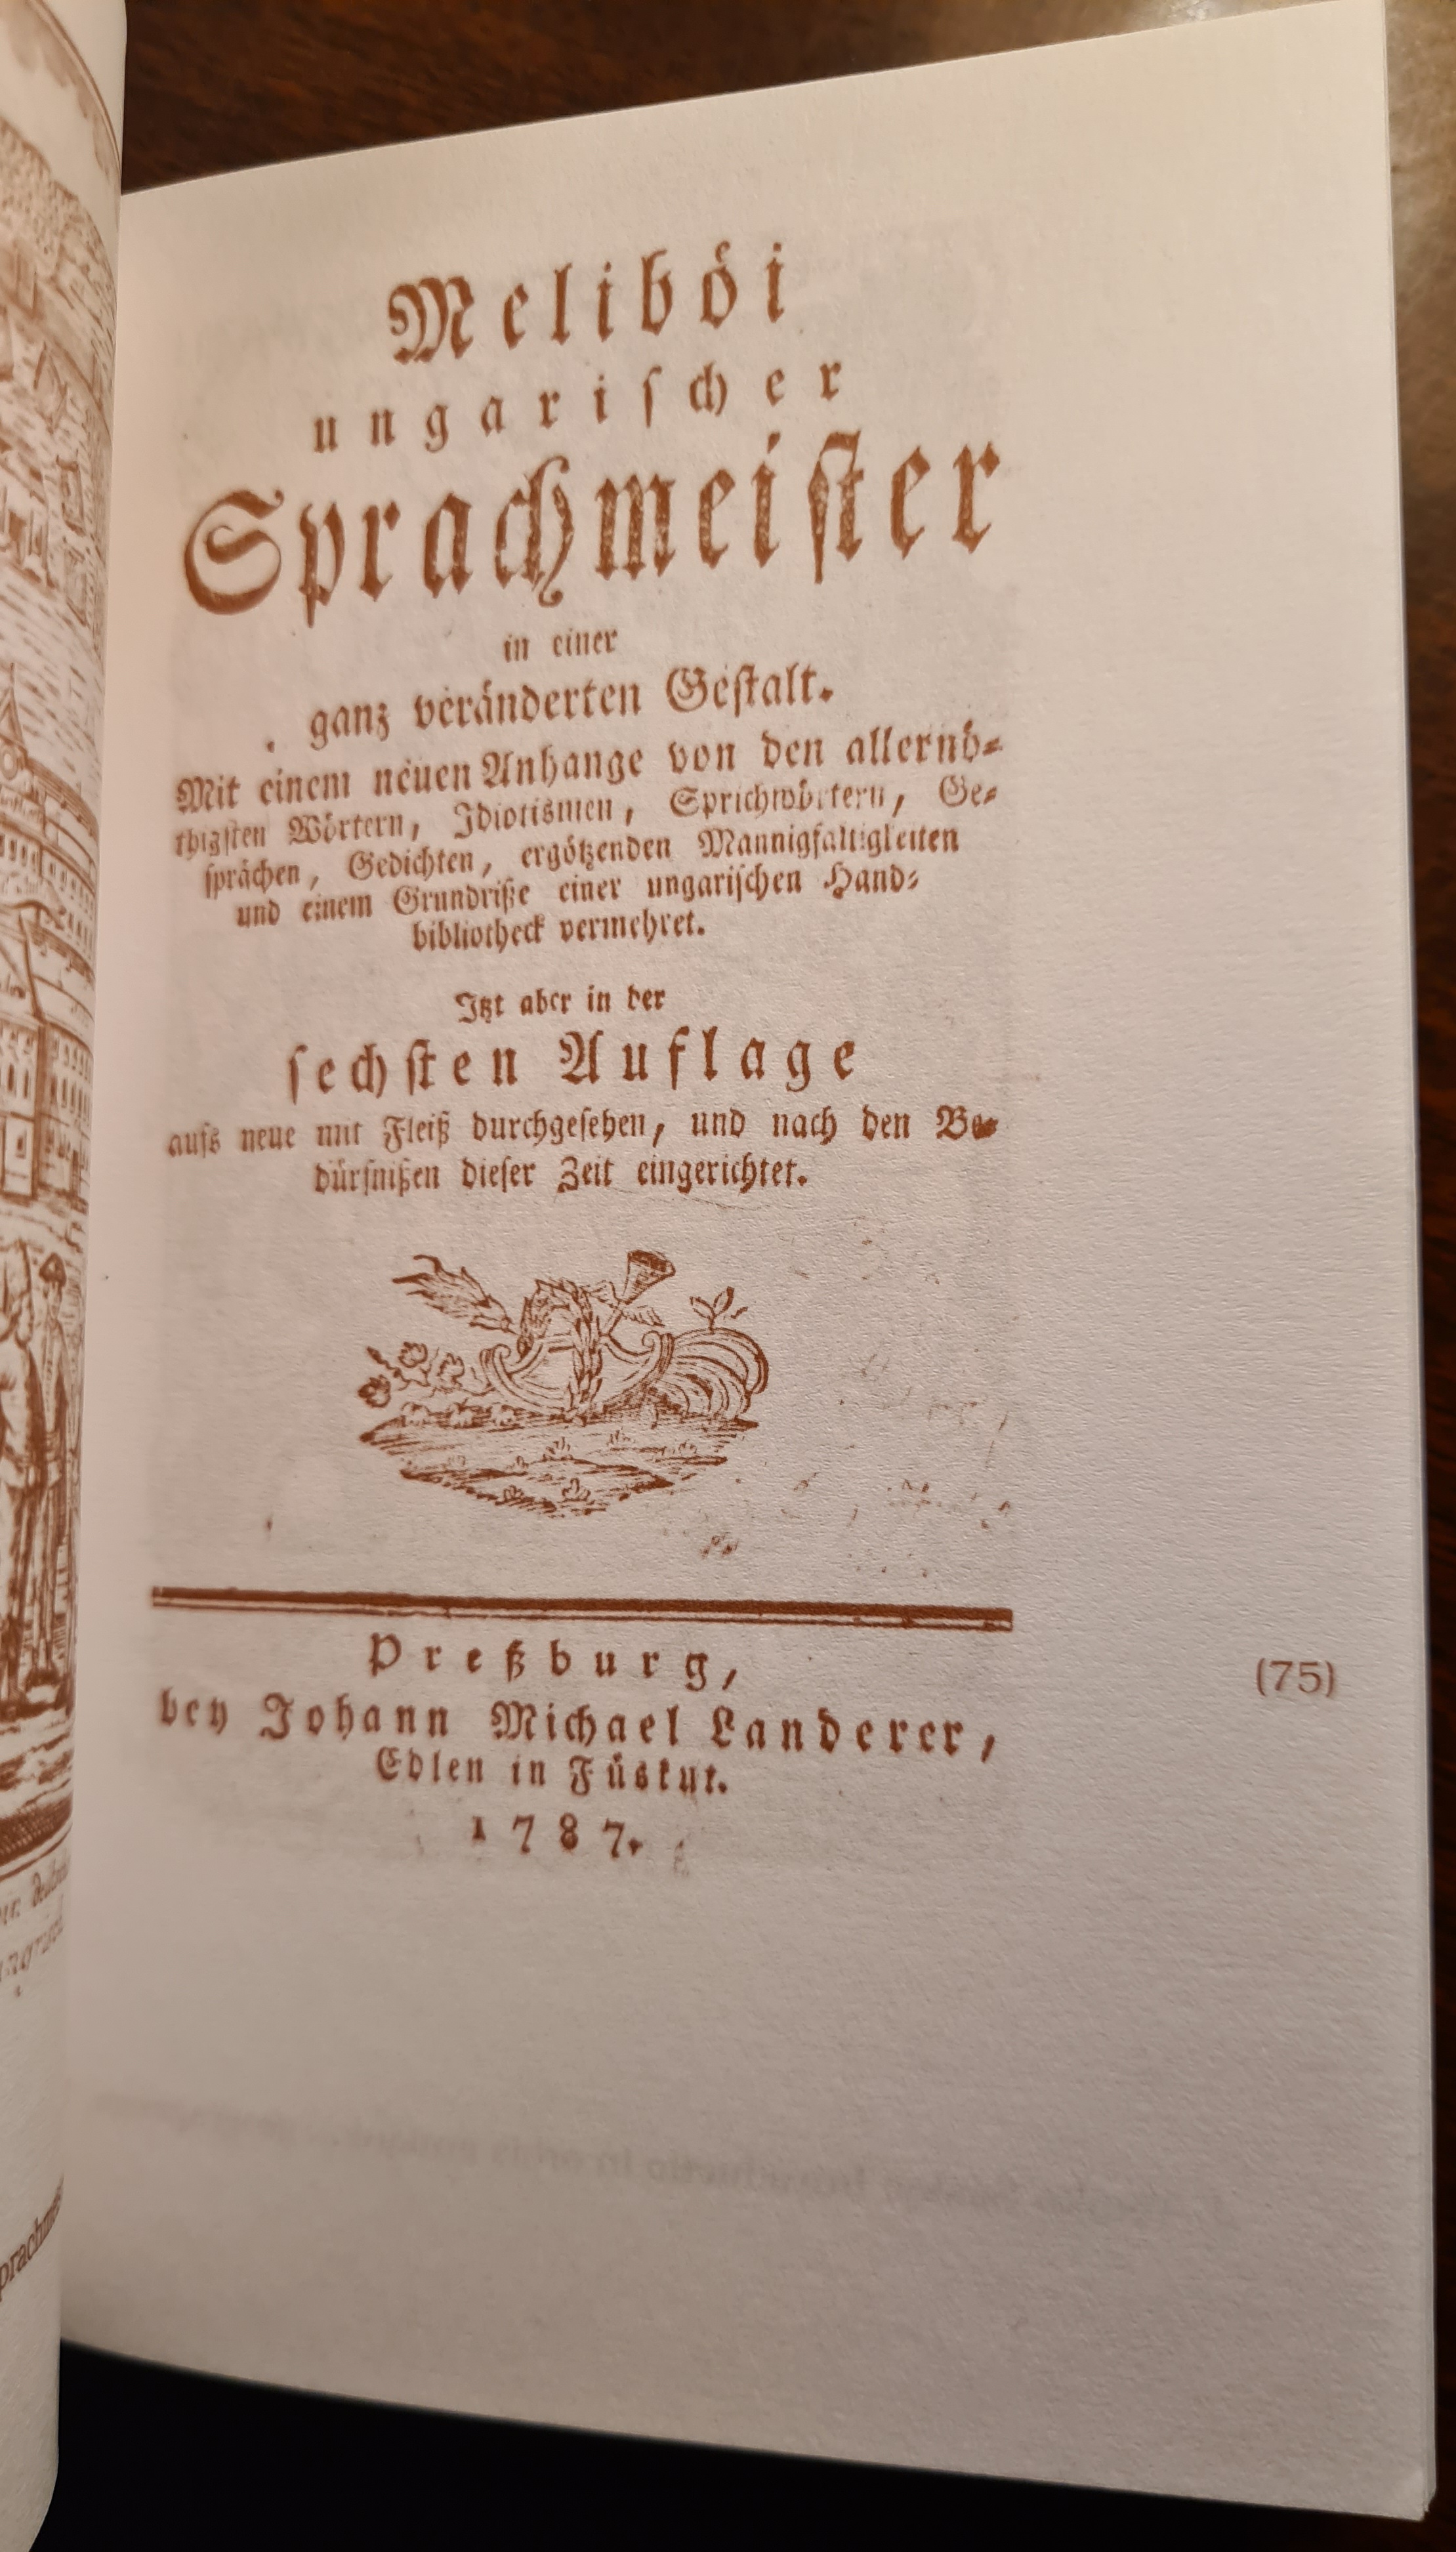 Meliböi
ungarischer
Sprachmeister
in einer
ganz veränderten Gestalt.
Mit einem neuen Anhange von den allernö-
thigsten Wörtern, Idiotismen, Sprichwörtern, Ge-
sprächen, Gedichten, ergötzenden Mannigfaltigkeiten
und einem Grundriße einer ungarischen Hand-
bibliotheck vermehret.
Itzt aber in der
sechsten Auflage
aufs neue mit Fleiß durchgesehen, und nach den Be-
dürfnißen dieser Zeit eingerichtet.
Preßburg,
bey Johann Michael Landerer,
Edlen in Füskut.
1787.
(75)